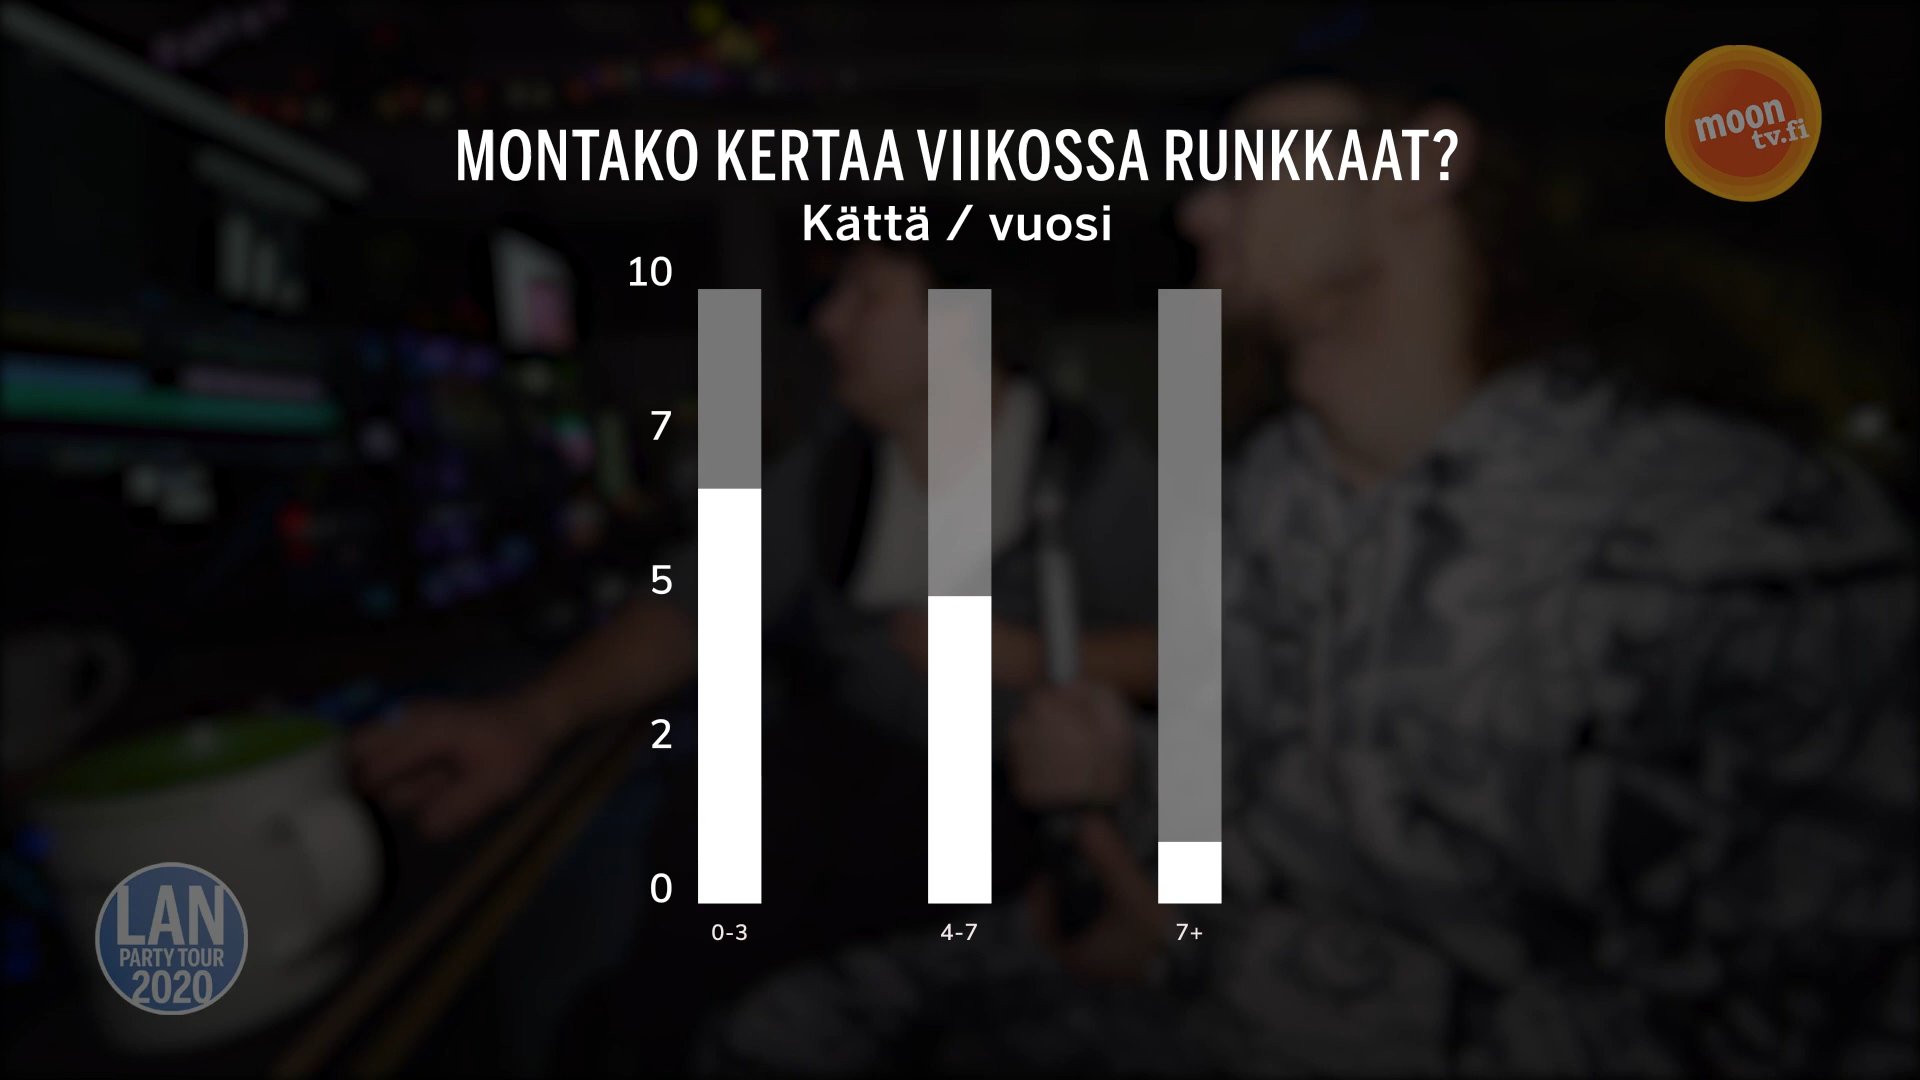 moon
tv.fi
MONTAKO KERTAA VIIKOSSA RUNKKAAT?
Kättä / vuosi
10
7
5
2
0
0-3
4-7
7+
LAN
PARTY TOUR
2020